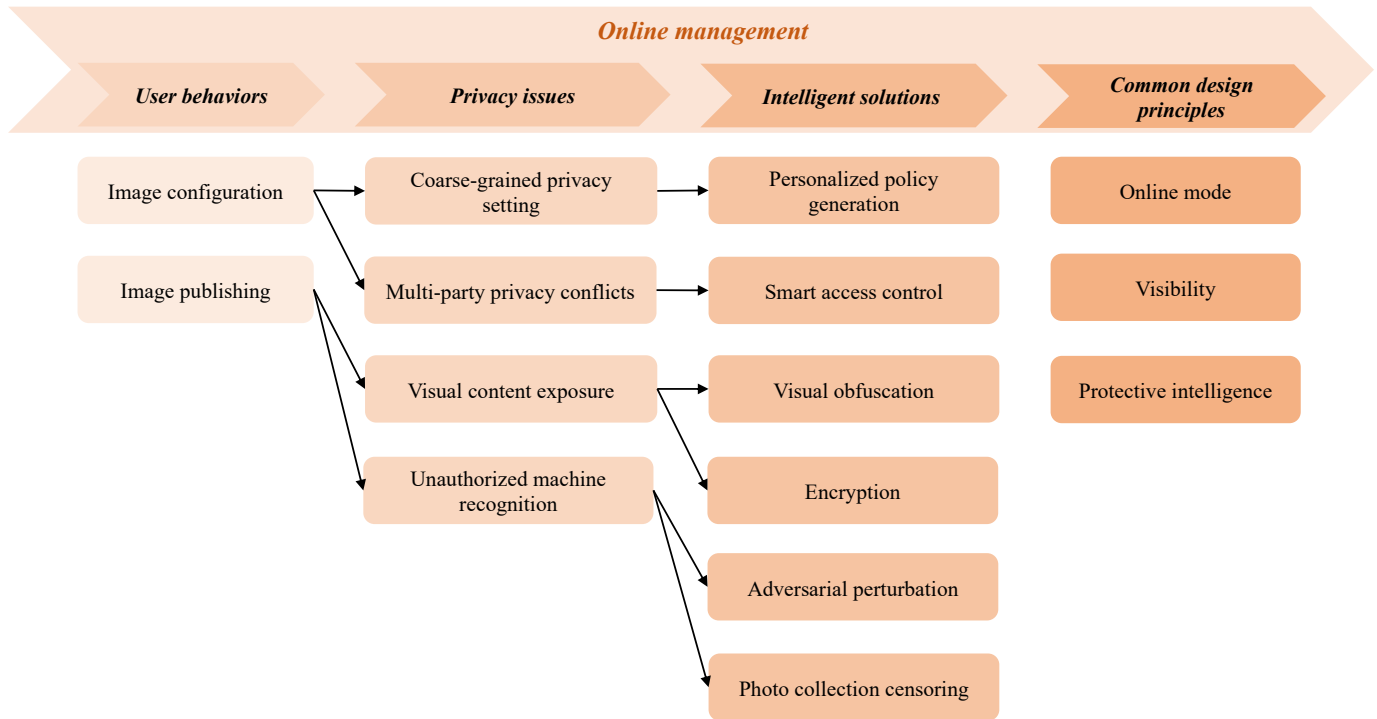 Online management
User behaviors
Privacy issues
Intelligent solutions
Common design
principles
Image configuration
Coarse-grained privacy
setting
Personalized policy
generation
Online mode
Image publishing
Multi-party privacy conflicts
Smart access control
Visibility
Visual content exposure
Visual obfuscation
Protective intelligence
Unauthorized machine
recognition
Encryption
Adversarial perturbation
Photo collection censoring